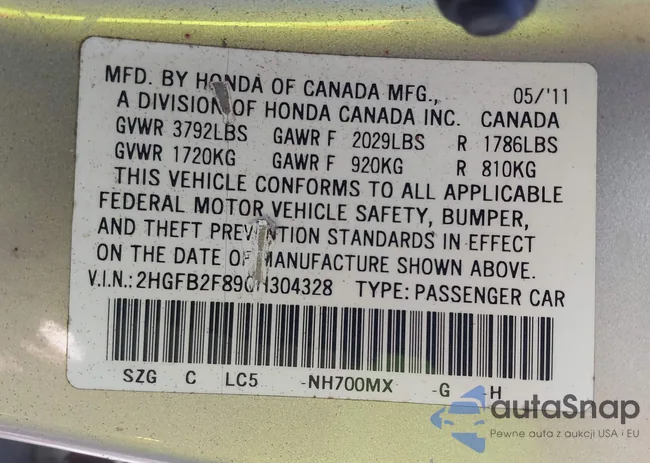 MFD. BY HONDA OF CANADA MFG., 05/'11
A DIVISION OF HONDA CANADA INC. CANADA
GVWR 3792LBS GAWR F 2029LBS R 1786LBS
GVWR 1720KG GAWR F 920KG R 810KG
THIS VEHICLE CONFORMS TO ALL APPLICABLE
FEDERAL MOTOR VEHICLE SAFETY, BUMPER,
AND THEFT PREVENTION STANDARDS IN EFFECT
ON THE DATE OF MANUFACTURE SHOWN ABOVE.
V.I.N.: 2HGFB2F89CH304328 TYPE: PASSENGER CAR
SZG C LC5 -NH700MX -G -H
autaSnap
Pewne auta z aukcji USA i EU